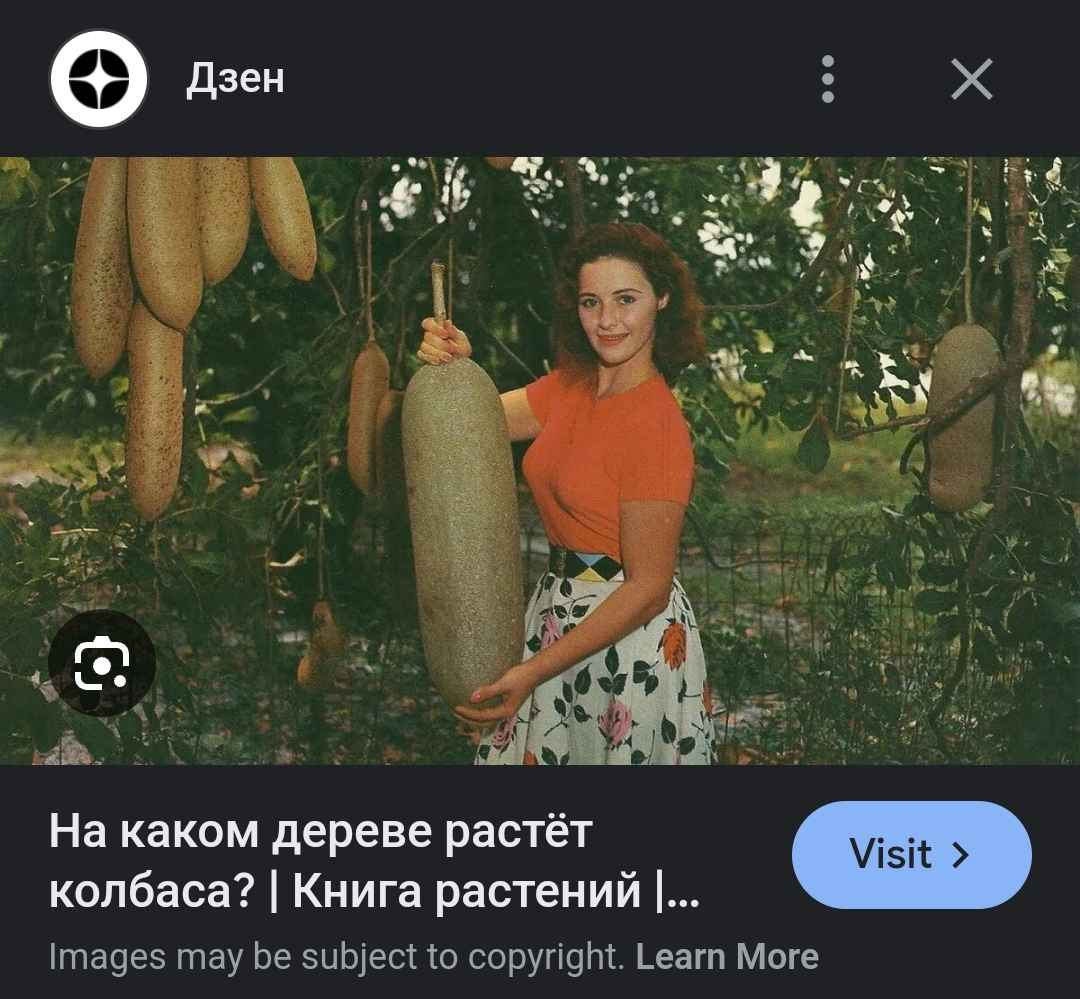 Дзен
На каком дереве растёт
колбаса? | Книга растений |...
Visit
Images may be subject to copyright. Learn More